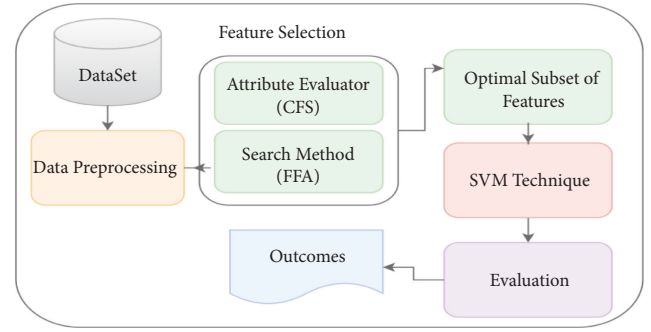 Feature Selection
DataSet
Attribute Evaluator
(CFS)
Optimal Subset of
Features
Data Preprocessing
Search Method
(FFA)
SVM Technique
Outcomes
Evaluation